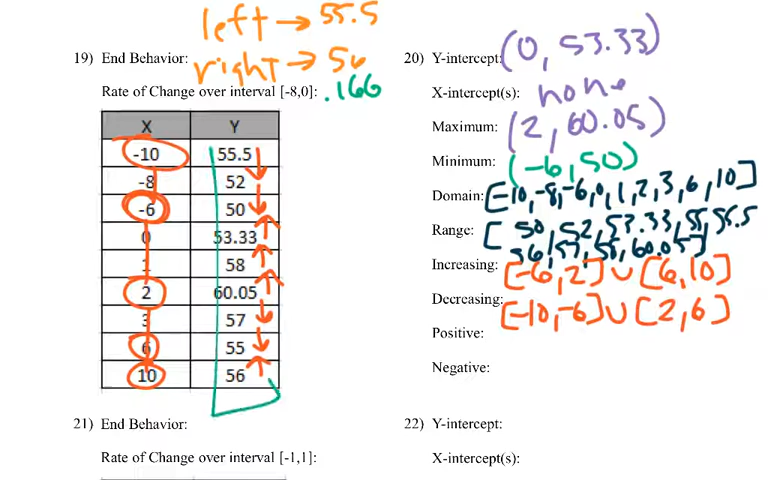 left → 55.5
19) End Behavior: right → 56
Rate of Change over interval [-8,0]: .166
X Y
-10 55.5
-8 52
-6 50
0 53.33
1 58
2 60.05
3 57
6 55
10 56
20) Y-intercept: (0, 53.33)
X-intercept(s): none
Maximum: (2, 60.05)
Minimum: (-6, 50)
Domain: [-10, -8, -6, 0, 1, 2, 3, 6, 10]
Range: [50, 52, 53.33, 55, 55.5
56, 57, 58, 60.05]
Increasing: [-6, 2] ∪ [6, 10]
Decreasing: [-10, -6] ∪ [2, 6]
Positive:
Negative:
21) End Behavior:
Rate of Change over interval [-1,1]:
22) Y-intercept:
X-intercept(s):